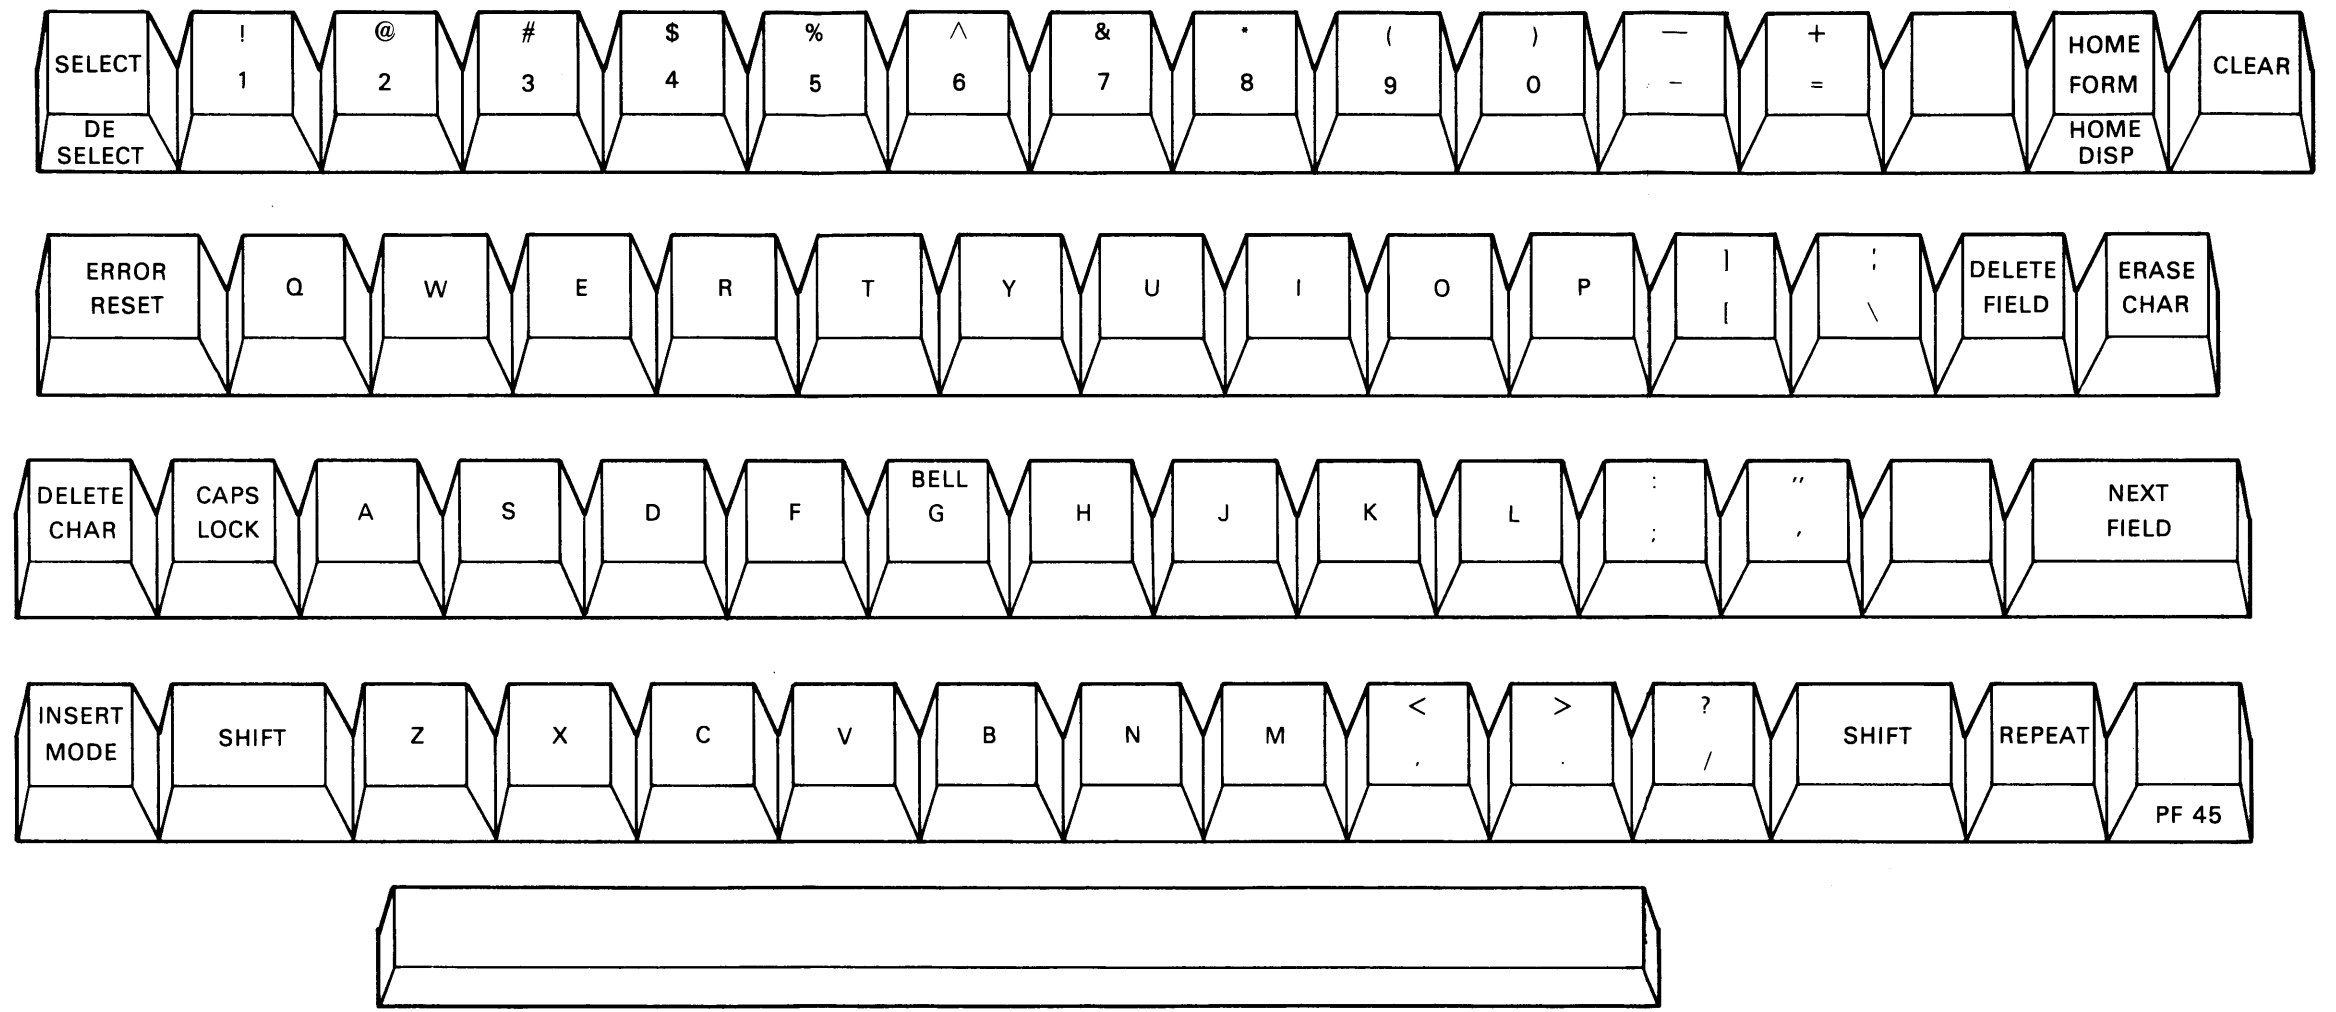 SELECT
DE
SELECT
!
1
@
2
#
3
$
4
%
5
^
6
&
7
*
8
(
9
)
0
—
-
+
=
HOME
FORM
HOME
DISP
CLEAR
ERROR
RESET
Q
W
E
R
T
Y
U
I
O
P
]
[
¦
\
DELETE
FIELD
ERASE
CHAR
DELETE
CHAR
CAPS
LOCK
A
S
D
F
BELL
G
H
J
K
L
:
;
"
'
NEXT
FIELD
INSERT
MODE
SHIFT
Z
X
C
V
B
N
M
<
,
>
.
?
/
SHIFT
REPEAT
PF 45